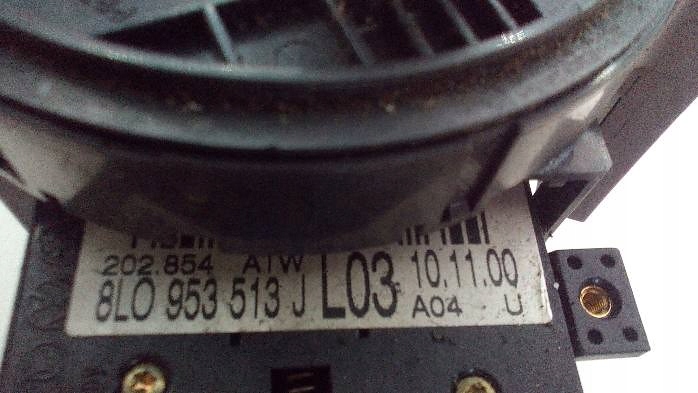 202.854 ATW L03 10.11.00
8L0 953 513 J A04 U